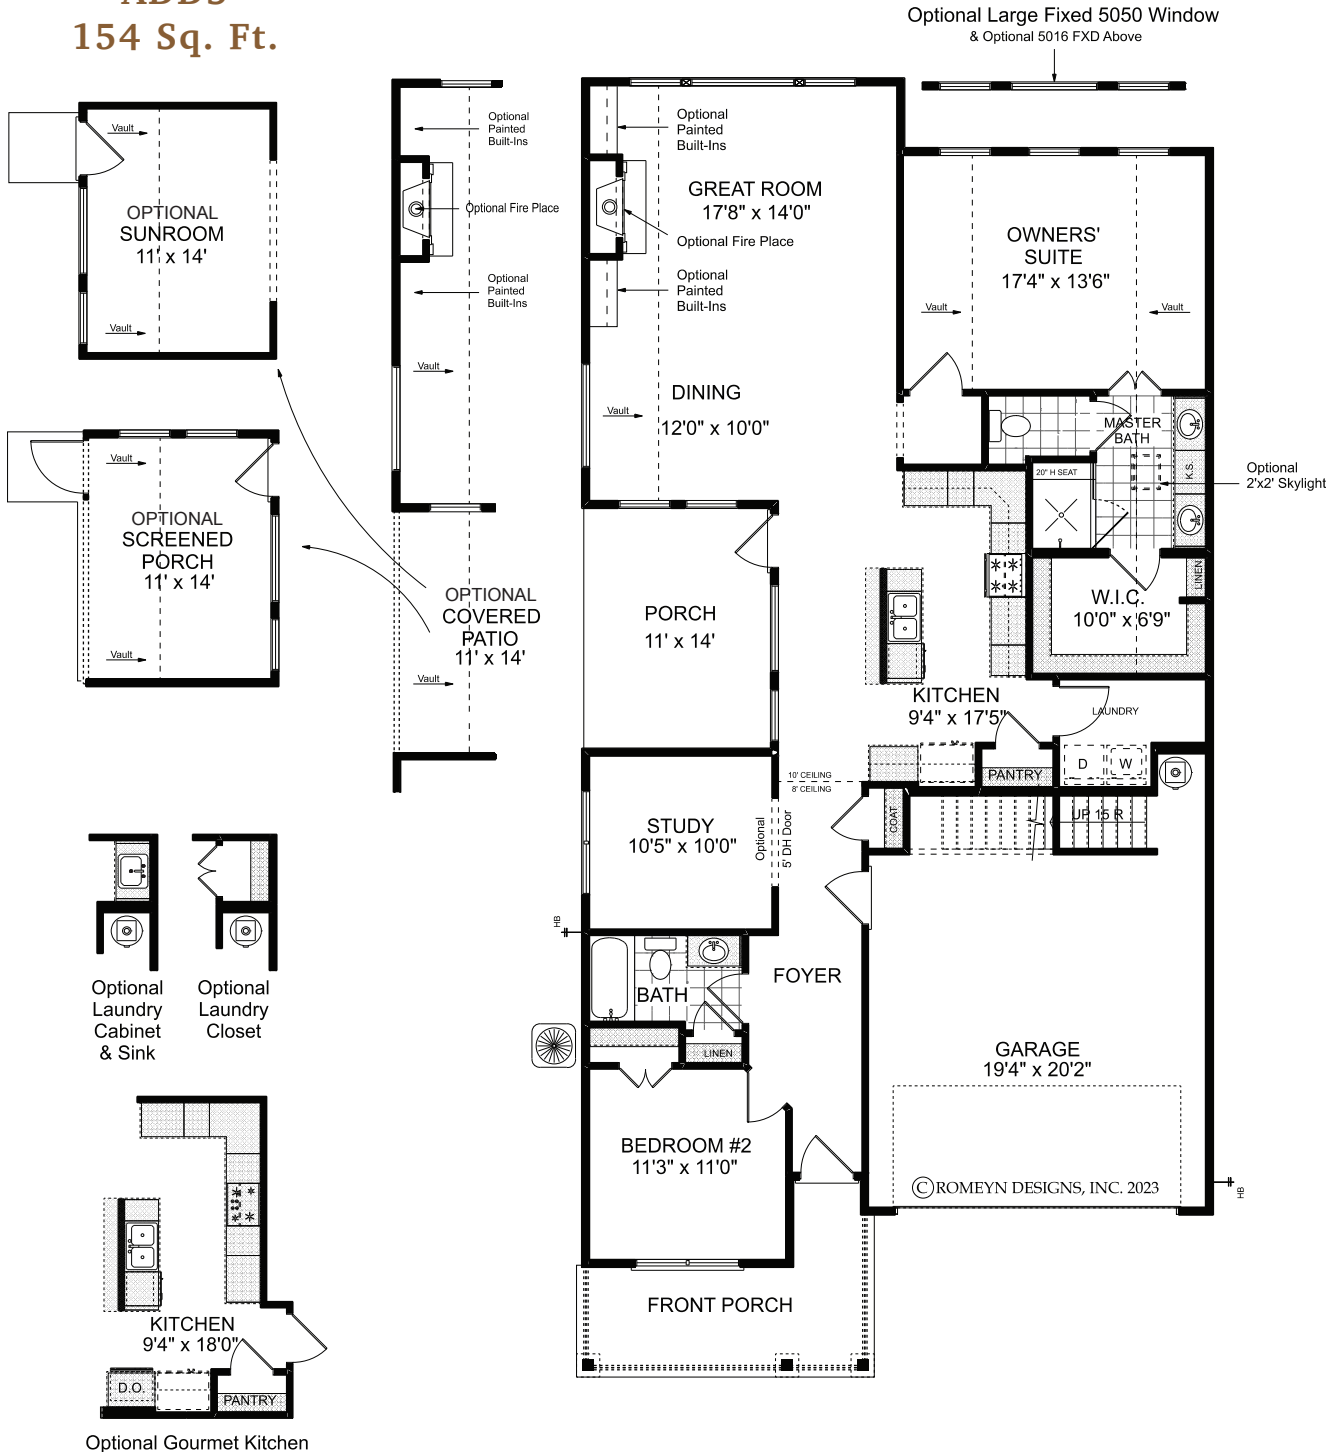 154 Sq. Ft.
Optional Large Fixed 5050 Window
& Optional 5016 FXD Above
Vault
OPTIONAL
SUNROOM
11' x 14'
Vault
Optional
Painted
Built-Ins
Optional Fire Place
Optional
Painted
Built-Ins
Vault
Optional
Painted
Built-Ins
GREAT ROOM
17'8" x 14'0"
Optional Fire Place
Optional
Painted
Built-Ins
DINING
Vault
12'0" x 10'0"
OWNERS'
SUITE
17'4" x 13'6"
Vault
Vault
MASTER
BATH
20" H SEAT
K.S.
Optional
2'x2' Skylight
LINEN
W.I.C.
10'0" x 6'9"
Vault
OPTIONAL
SCREENED
PORCH
11' x 14'
Vault
OPTIONAL
COVERED
PATIO
11' x 14'
Vault
PORCH
11' x 14'
KITCHEN
9'4" x 17'5"
LAUNDRY
PANTRY
D
W
10' CEILING
8' CEILING
COAT
UP 15 R
STUDY
10'5" x 10'0"
Optional
5' DH Door
HB
FOYER
BATH
LINEN
Optional
Laundry
Cabinet
& Sink
Optional
Laundry
Closet
GARAGE
19'4" x 20'2"
BEDROOM #2
11'3" x 11'0"
© ROMEYN DESIGNS, INC. 2023
HB
FRONT PORCH
KITCHEN
9'4" x 18'0"
D.O.
PANTRY
Optional Gourmet Kitchen